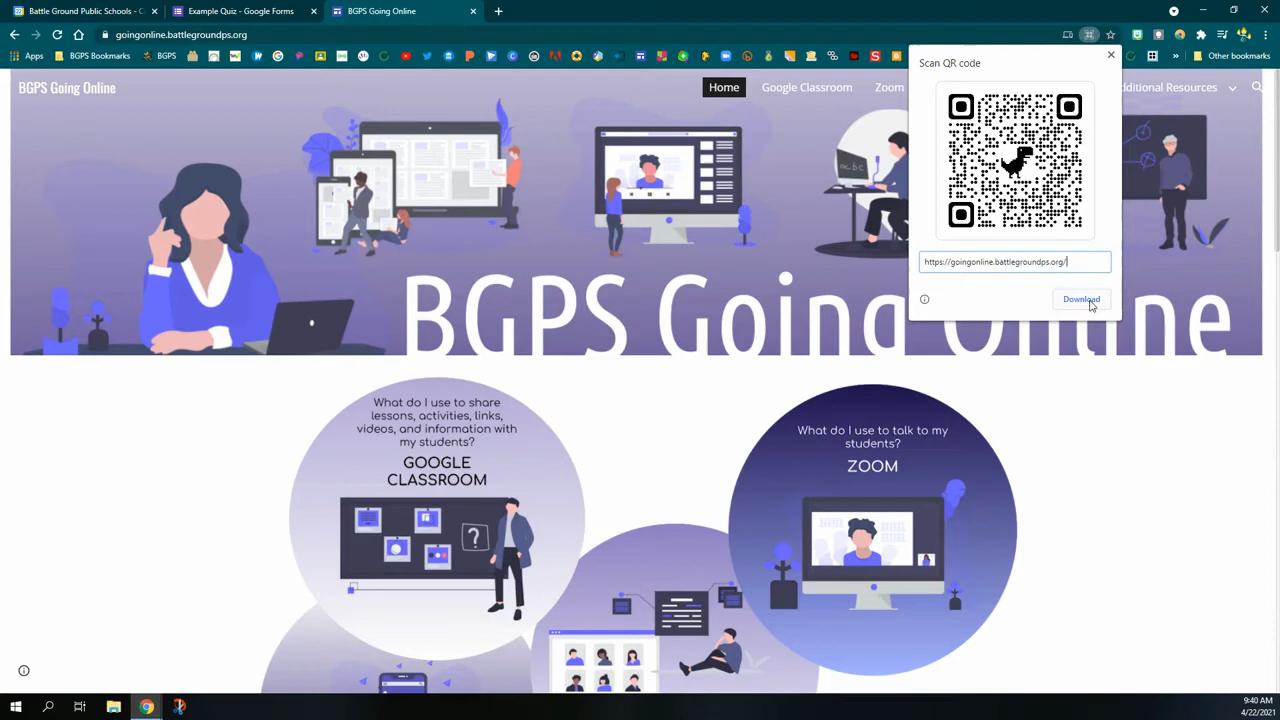 Battle Ground Public Schools - C
Example Quiz - Google Forms
BGPS Going Online
goingonline.battlegroundps.org
Apps
BGPS Bookmarks
BGPS
Other bookmarks
BGPS Going Online
Home
Google Classroom
Zoom
dditional Resources
Scan QR code
https://goingonline.battlegroundps.org/
Download
abc
BGPS Going Online
What do I use to share
lessons, activities, links,
videos, and information with
my students?
GOOGLE
CLASSROOM
What do I use to talk to my
students?
ZOOM
9:40 AM
4/22/2021